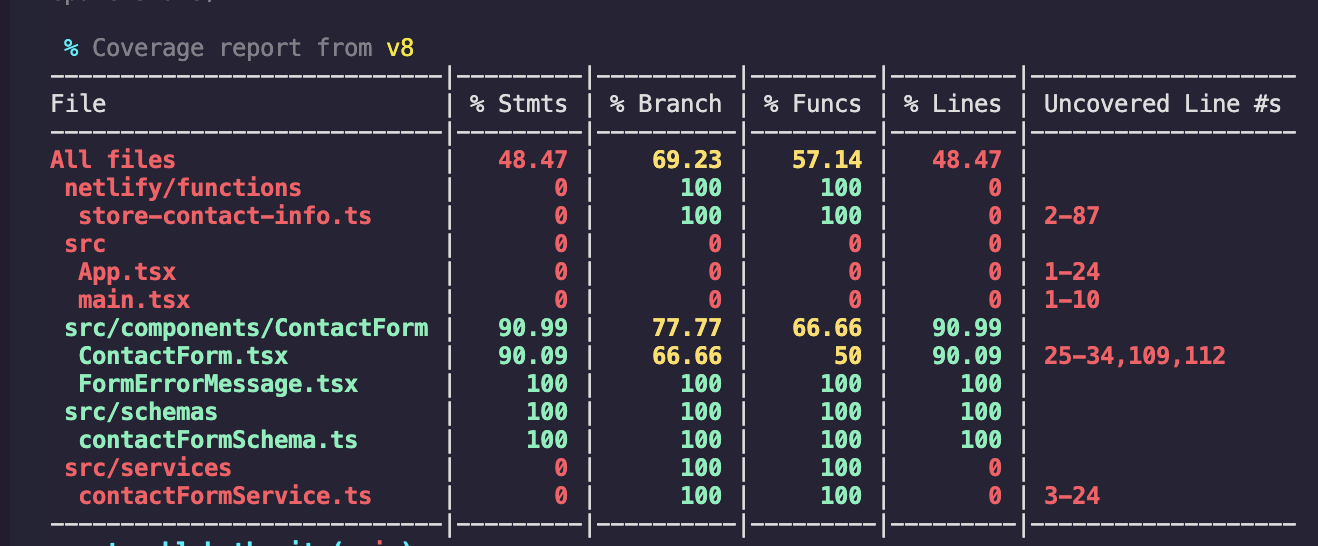 % Coverage report from v8
File | % Stmts | % Branch | % Funcs | % Lines | Uncovered Line #s
All files | 48.47 | 69.23 | 57.14 | 48.47 |
netlify/functions | 0 | 100 | 100 | 0 |
store-contact-info.ts | 0 | 100 | 100 | 0 | 2-87
src | 0 | 0 | 0 | 0 |
App.tsx | 0 | 0 | 0 | 0 | 1-24
main.tsx | 0 | 0 | 0 | 0 | 1-10
src/components/ContactForm | 90.99 | 77.77 | 66.66 | 90.99 |
ContactForm.tsx | 90.09 | 66.66 | 50 | 90.09 | 25-34,109,112
FormErrorMessage.tsx | 100 | 100 | 100 | 100 |
src/schemas | 100 | 100 | 100 | 100 |
contactFormSchema.ts | 100 | 100 | 100 | 100 |
src/services | 0 | 100 | 100 | 0 |
contactFormService.ts | 0 | 100 | 100 | 0 | 3-24